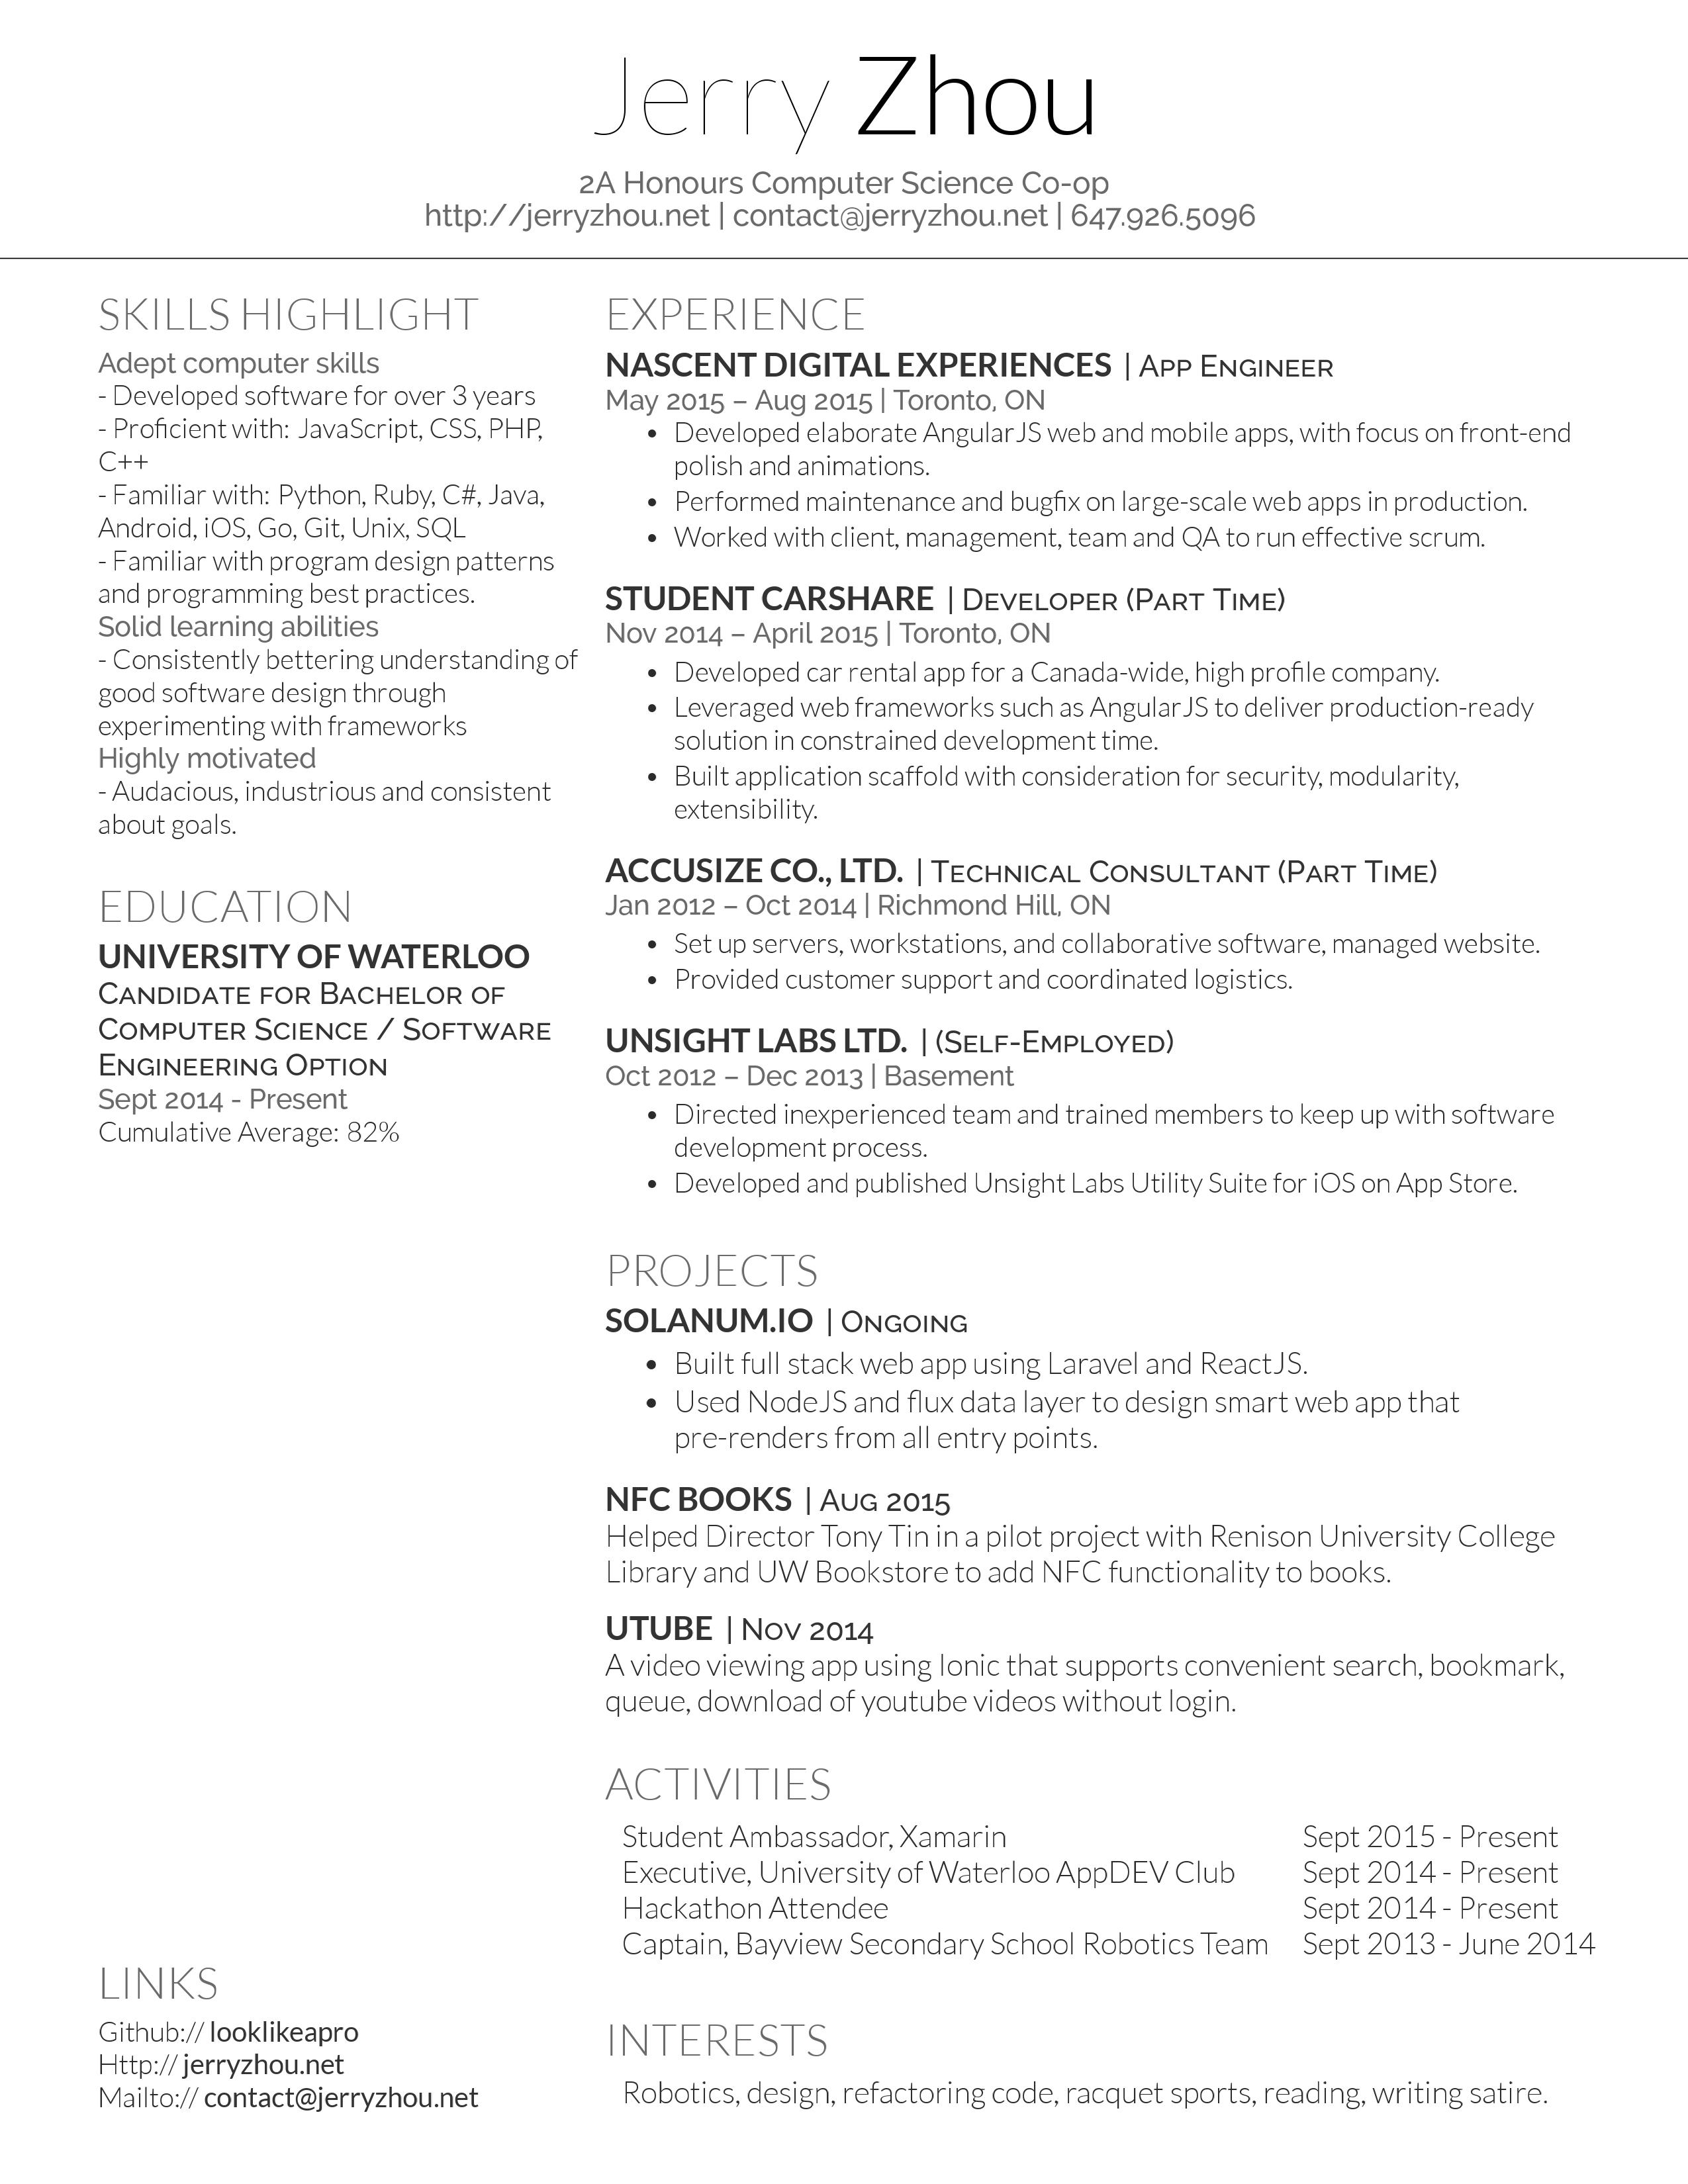 Jerry Zhou
2A Honours Computer Science Co-op
http://jerryzhou.net | contact@jerryzhou.net | 647.926.5096
SKILLS HIGHLIGHT
Adept computer skills
- Developed software for over 3 years
- Proficient with: JavaScript, CSS, PHP,
C++
- Familiar with: Python, Ruby, C#, Java,
Android, iOS, Go, Git, Unix, SQL
- Familiar with program design patterns
and programming best practices.
Solid learning abilities
- Consistently bettering understanding of
good software design through
experimenting with frameworks
Highly motivated
- Audacious, industrious and consistent
about goals.
EDUCATION
UNIVERSITY OF WATERLOO
Candidate for Bachelor of
Computer Science / Software
Engineering Option
Sept 2014 - Present
Cumulative Average: 82%
LINKS
Github:// looklikeapro
Http:// jerryzhou.net
Mailto:// contact@jerryzhou.net
EXPERIENCE
NASCENT DIGITAL EXPERIENCES | App Engineer
May 2015 – Aug 2015 | Toronto, ON
• Developed elaborate AngularJS web and mobile apps, with focus on front-end
polish and animations.
• Performed maintenance and bugfix on large-scale web apps in production.
• Worked with client, management, team and QA to run effective scrum.
STUDENT CARSHARE | Developer (Part Time)
Nov 2014 – April 2015 | Toronto, ON
• Developed car rental app for a Canada-wide, high profile company.
• Leveraged web frameworks such as AngularJS to deliver production-ready
solution in constrained development time.
• Built application scaffold with consideration for security, modularity,
extensibility.
ACCUSIZE CO., LTD. | Technical Consultant (Part Time)
Jan 2012 – Oct 2014 | Richmond Hill, ON
• Set up servers, workstations, and collaborative software, managed website.
• Provided customer support and coordinated logistics.
UNSIGHT LABS LTD. | (Self-Employed)
Oct 2012 – Dec 2013 | Basement
• Directed inexperienced team and trained members to keep up with software
development process.
• Developed and published Unsight Labs Utility Suite for iOS on App Store.
PROJECTS
SOLANUM.IO | Ongoing
• Built full stack web app using Laravel and ReactJS.
• Used NodeJS and flux data layer to design smart web app that
pre-renders from all entry points.
NFC BOOKS | Aug 2015
Helped Director Tony Tin in a pilot project with Renison University College
Library and UW Bookstore to add NFC functionality to books.
UTUBE | Nov 2014
A video viewing app using Ionic that supports convenient search, bookmark,
queue, download of youtube videos without login.
ACTIVITIES
Student Ambassador, Xamarin Sept 2015 - Present
Executive, University of Waterloo AppDEV Club Sept 2014 - Present
Hackathon Attendee Sept 2014 - Present
Captain, Bayview Secondary School Robotics Team Sept 2013 - June 2014
INTERESTS
Robotics, design, refactoring code, racquet sports, reading, writing satire.